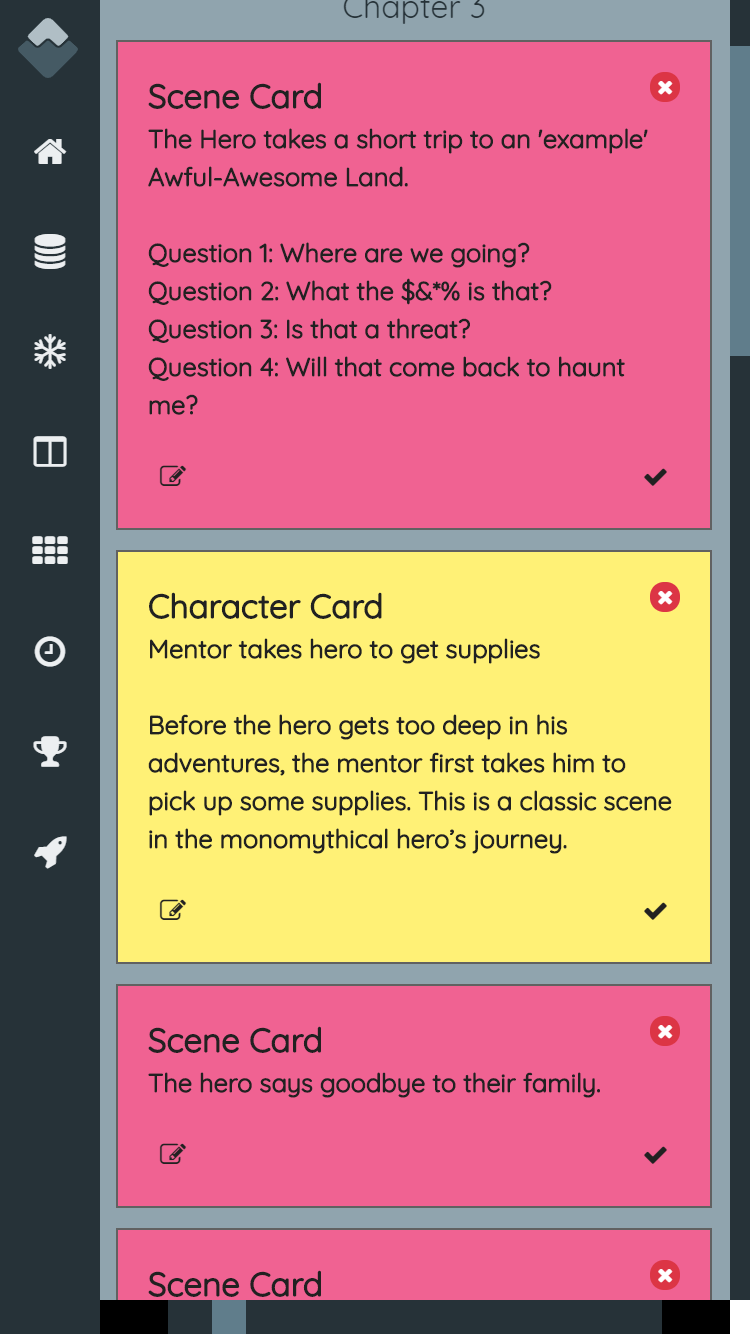 Chapter 3
Scene Card
The Hero takes a short trip to an 'example'
Awful-Awesome Land.
Question 1: Where are we going?
Question 2: What the $&*% is that?
Question 3: Is that a threat?
Question 4: Will that come back to haunt
me?
Character Card
Mentor takes hero to get supplies
Before the hero gets too deep in his
adventures, the mentor first takes him to
pick up some supplies. This is a classic scene
in the monomythical hero’s journey.
Scene Card
The hero says goodbye to their family.
Scene Card